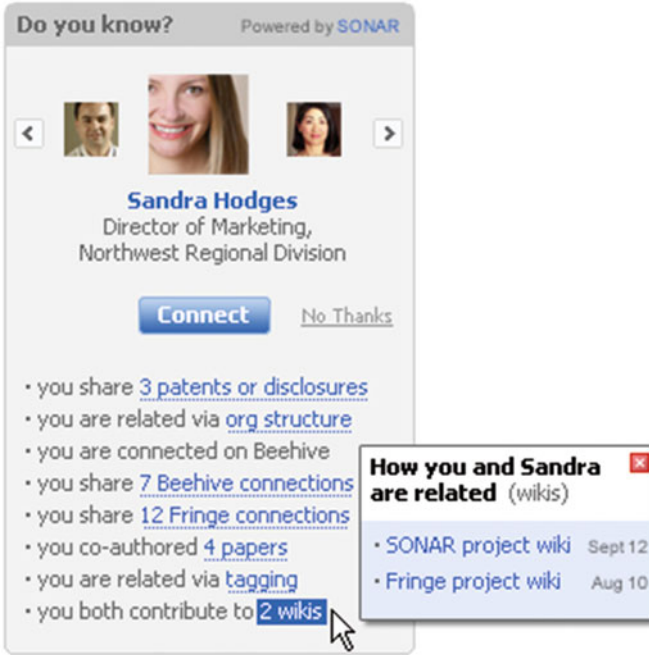 Do you know? Powered by SONAR
Sandra Hodges
Director of Marketing,
Northwest Regional Division
Connect No Thanks
• you share 3 patents or disclosures
• you are related via org structure
• you are connected on Beehive
• you share 7 Beehive connections
• you share 12 Fringe connections
• you co-authored 4 papers
• you are related via tagging
• you both contribute to 2 wikis
How you and Sandra
are related (wikis)
• SONAR project wiki Sept 12
• Fringe project wiki Aug 10